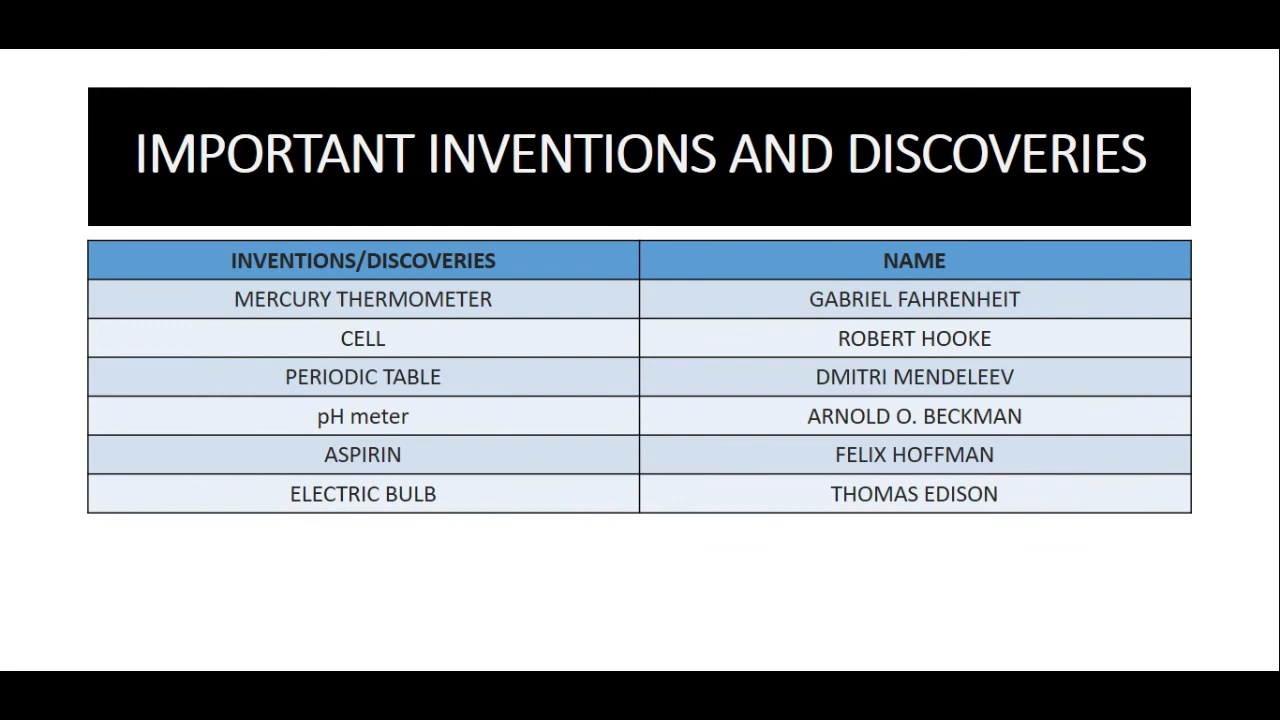 IMPORTANT INVENTIONS AND DISCOVERIES
INVENTIONS/DISCOVERIES NAME
MERCURY THERMOMETER GABRIEL FAHRENHEIT
CELL ROBERT HOOKE
PERIODIC TABLE DMITRI MENDELEEV
pH meter ARNOLD O. BECKMAN
ASPIRIN FELIX HOFFMAN
ELECTRIC BULB THOMAS EDISON